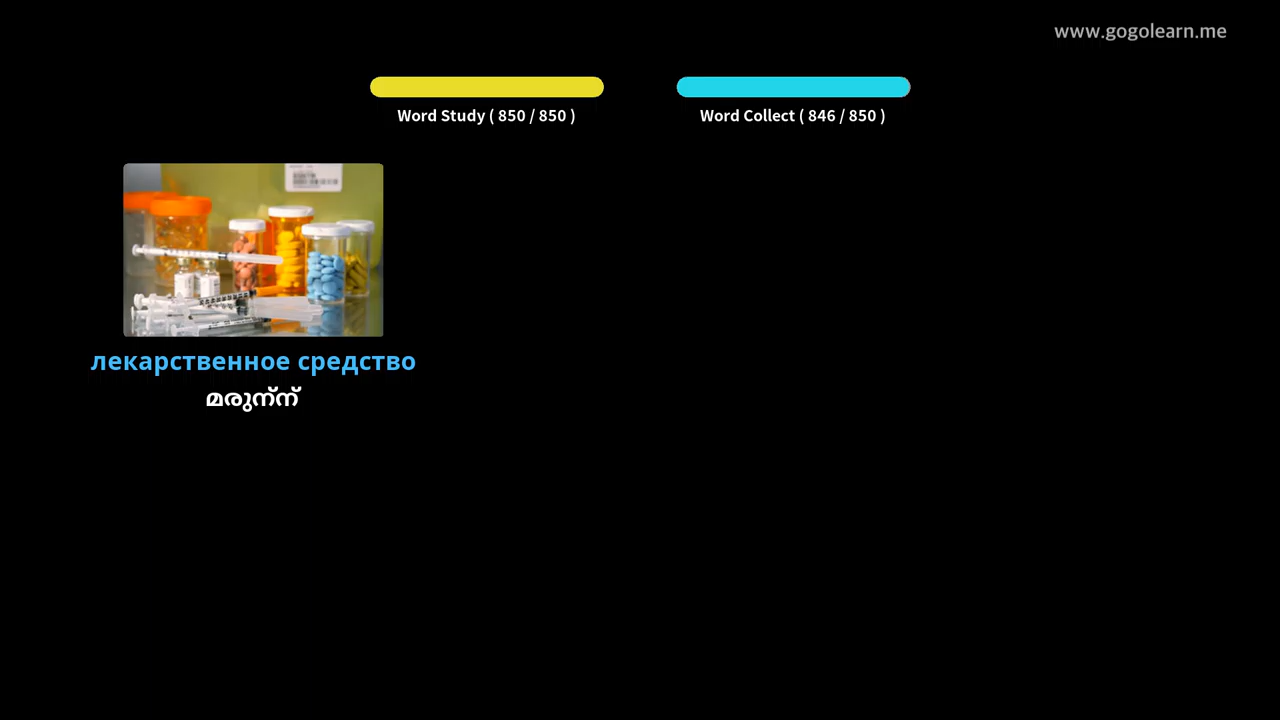 www.gogolearn.me
Word Study ( 850 / 850 )
Word Collect ( 846 / 850 )
лекарственное средство
മരുന്ന്